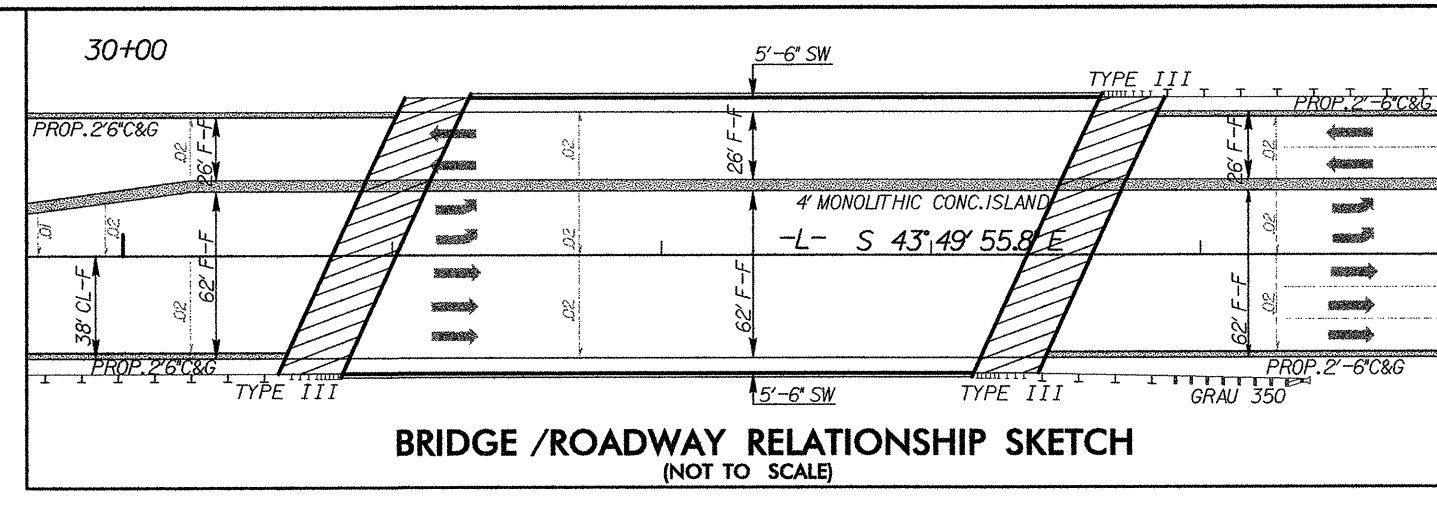 30+00
5'-6" SW
TYPE III
PROP. 2'6"C&G
PROP. 2'-6"C&G
.02
26' F-F
.02
26' F-F
26' F-F
.02
4' MONOLITHIC CONC. ISLAND
-L- S 43° 49' 55.8" E
.01
.02
.02
.02
38' CL-F
.02
62' F-F
.02
62' F-F
62' F-F
.02
PROP. 2'6"C&G
PROP. 2'-6"C&G
TYPE III
5'-6" SW
TYPE III
GRAU 350
BRIDGE /ROADWAY RELATIONSHIP SKETCH
(NOT TO SCALE)